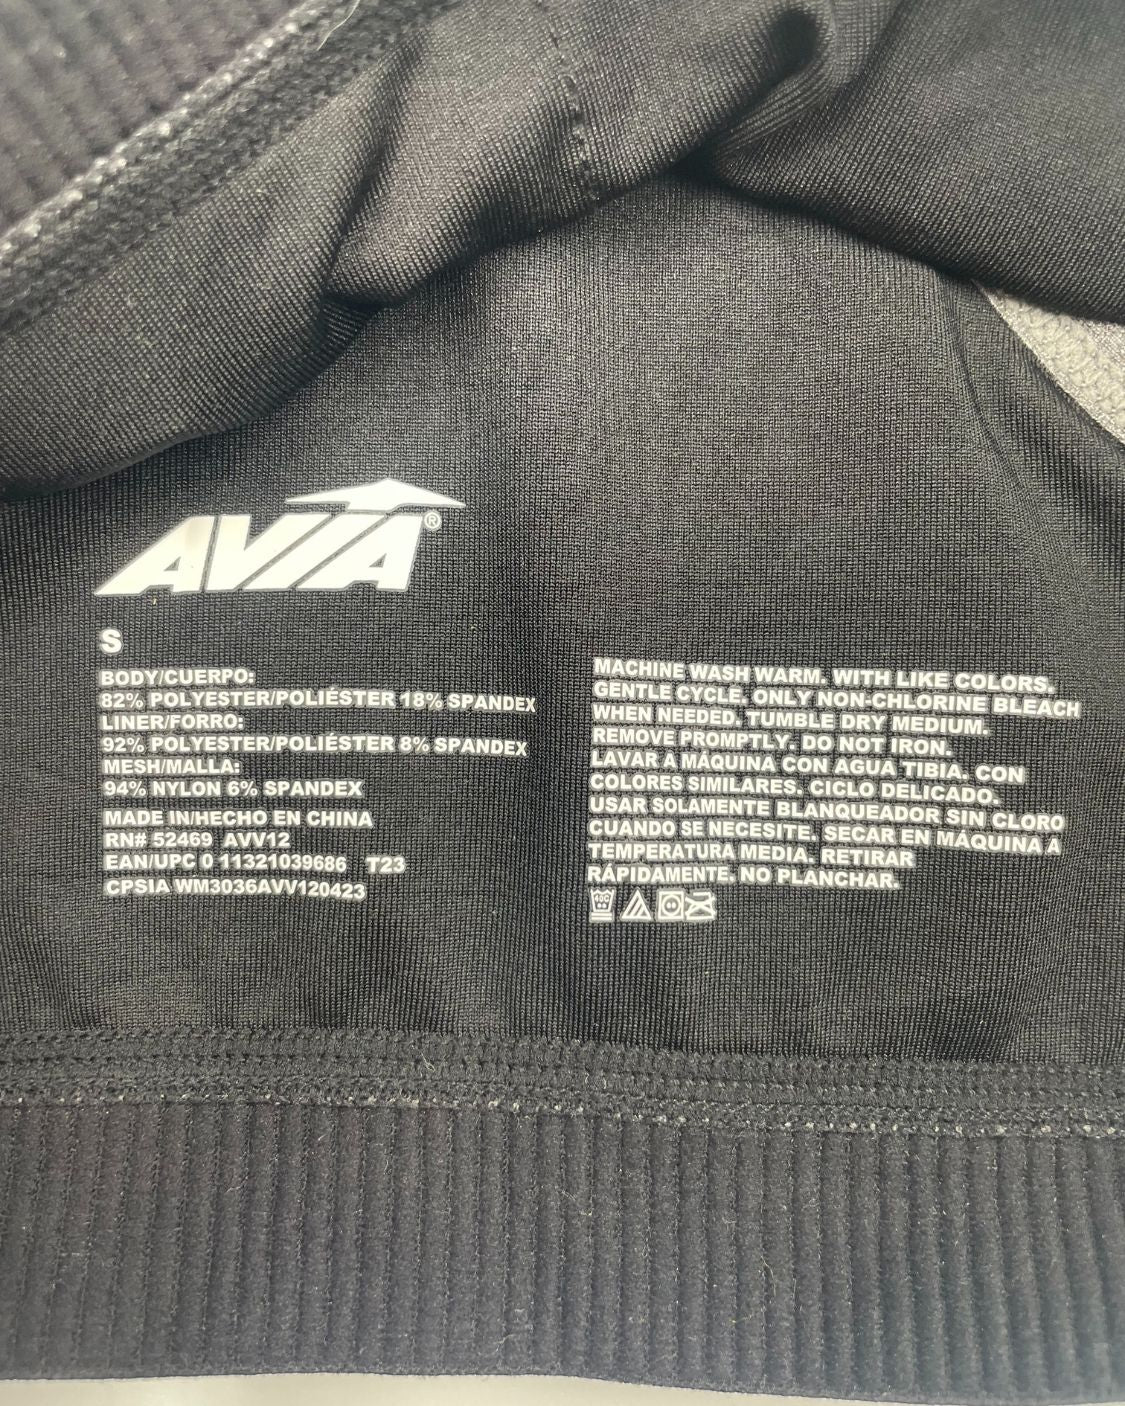 AVIA®
S
BODY/CUERPO:
82% POLYESTER/POLIÉSTER 18% SPANDEX
LINER/FORRO:
92% POLYESTER/POLIÉSTER 8% SPANDEX
MESH/MALLA:
94% NYLON 6% SPANDEX
MADE IN/HECHO EN CHINA
RN# 52469 AVV12
EAN/UPC 0 11321039686 T23
CPSIA WM3036AVV120423
MACHINE WASH WARM. WITH LIKE COLORS.
GENTLE CYCLE. ONLY NON-CHLORINE BLEACH
WHEN NEEDED. TUMBLE DRY MEDIUM.
REMOVE PROMPTLY. DO NOT IRON.
LAVAR A MÁQUINA CON AGUA TIBIA. CON
COLORES SIMILARES. CICLO DELICADO.
USAR SOLAMENTE BLANQUEADOR SIN CLORO
CUANDO SE NECESITE. SECAR EN MÁQUINA A
TEMPERATURA MEDIA. RETIRAR
RÁPIDAMENTE. NO PLANCHAR.